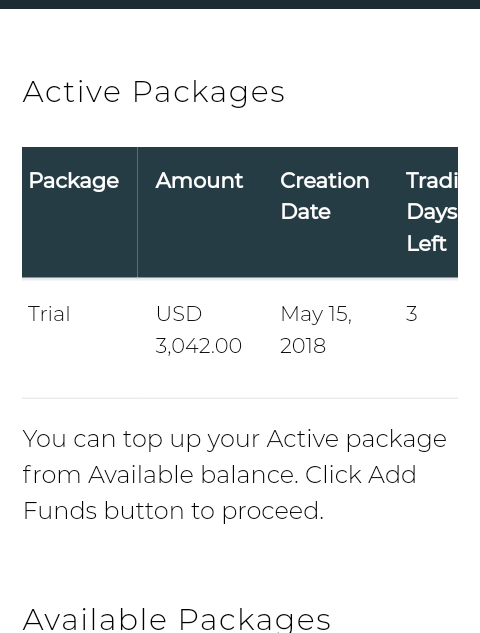 Active Packages
Package Amount Creation Date Tradi Days Left
Trial USD 3,042.00 May 15, 2018 3
You can top up your Active package
from Available balance. Click Add
Funds button to proceed.
Available Packages